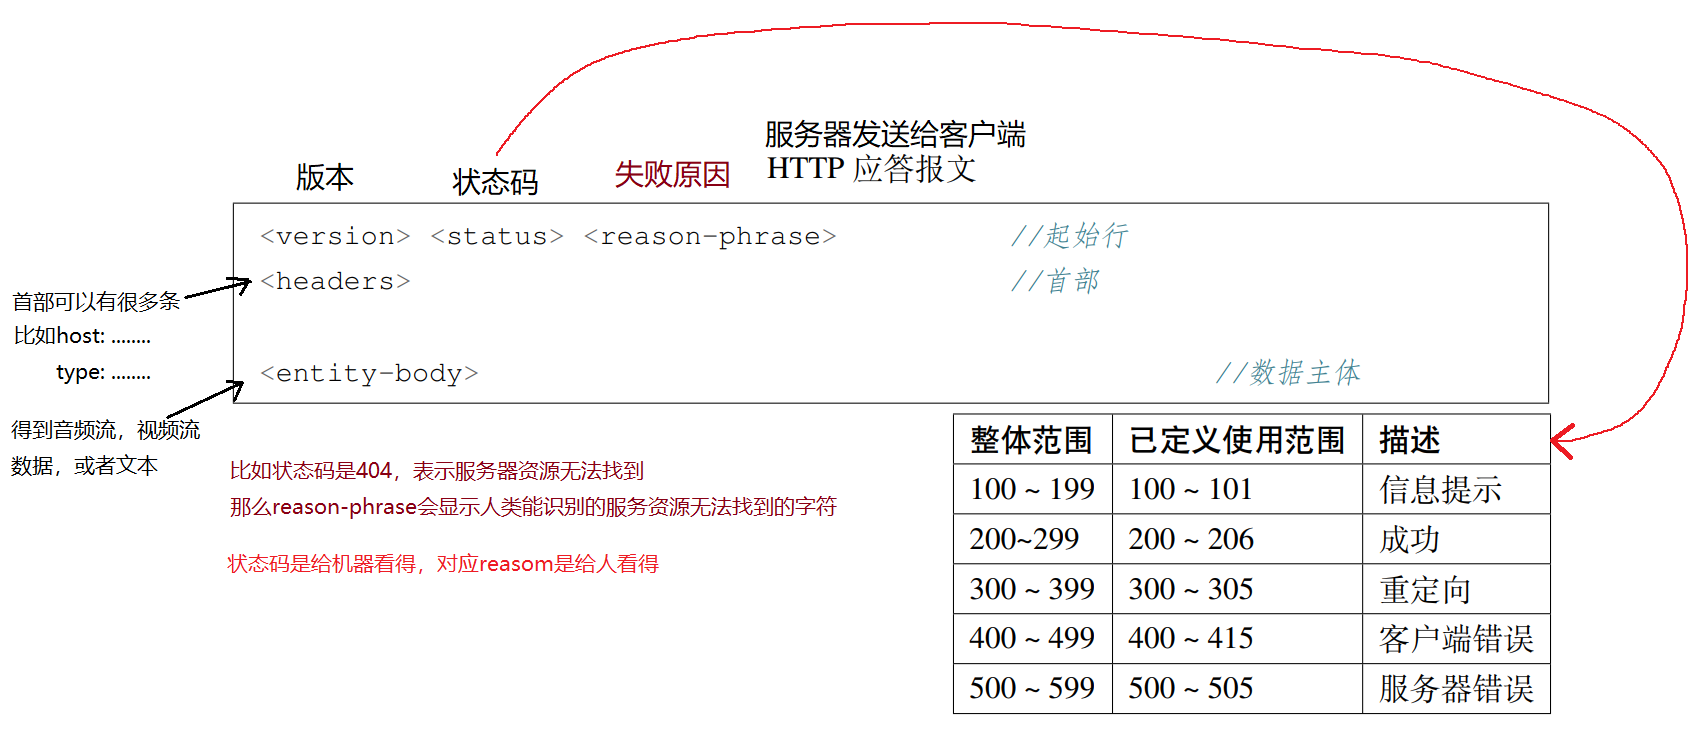 服务器发送给客户端
HTTP 应答报文
版本 状态码 失败原因
<version> <status> <reason-phrase> //起始行
<headers> //首部
<entity-body> //数据主体
首部可以有很多条
比如host: ........
type: ........
得到音频流，视频流
数据，或者文本
比如状态码是404，表示服务器资源无法找到
那么reason-phrase会显示人类能识别的服务资源无法找到的字符
状态码是给机器看得，对应reasom是给人看得
整体范围 已定义使用范围 描述
100 ~ 199 100 ~ 101 信息提示
200~299 200 ~ 206 成功
300 ~ 399 300 ~ 305 重定向
400 ~ 499 400 ~ 415 客户端错误
500 ~ 599 500 ~ 505 服务器错误